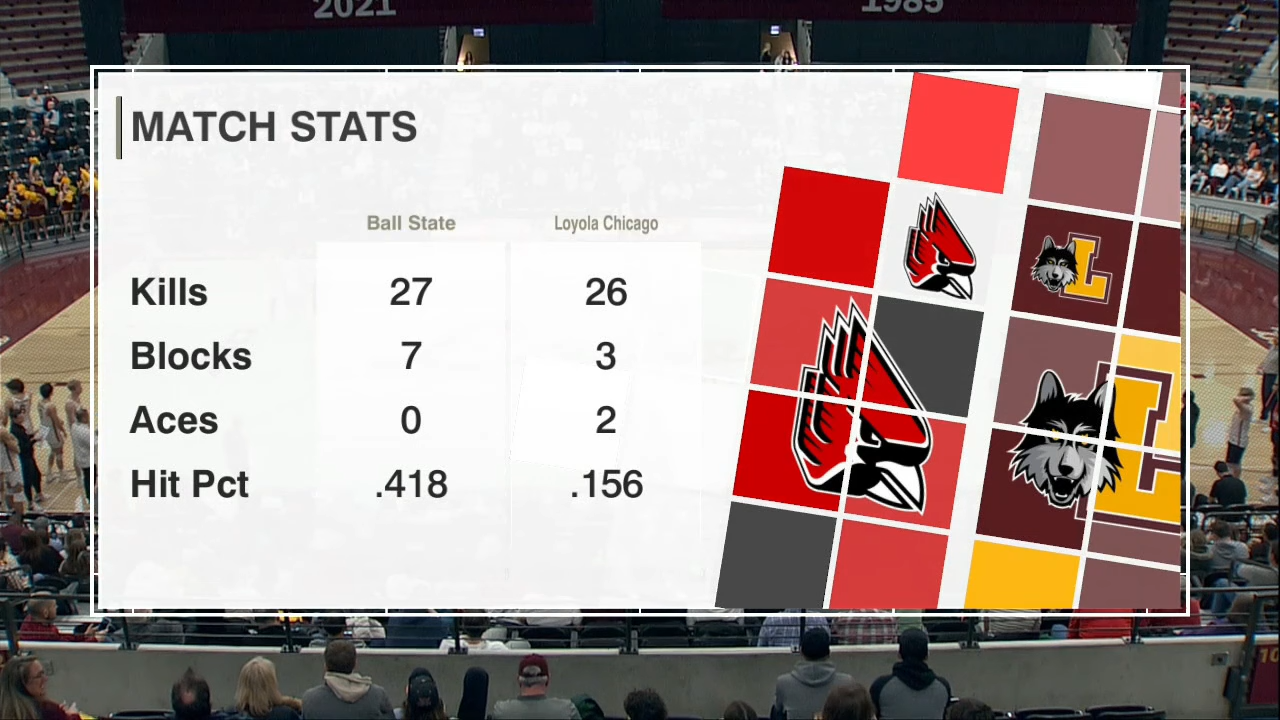 2021
1985
MATCH STATS
Ball State Loyola Chicago
Kills 27 26
Blocks 7 3
Aces 0 2
Hit Pct .418 .156
L
L
10